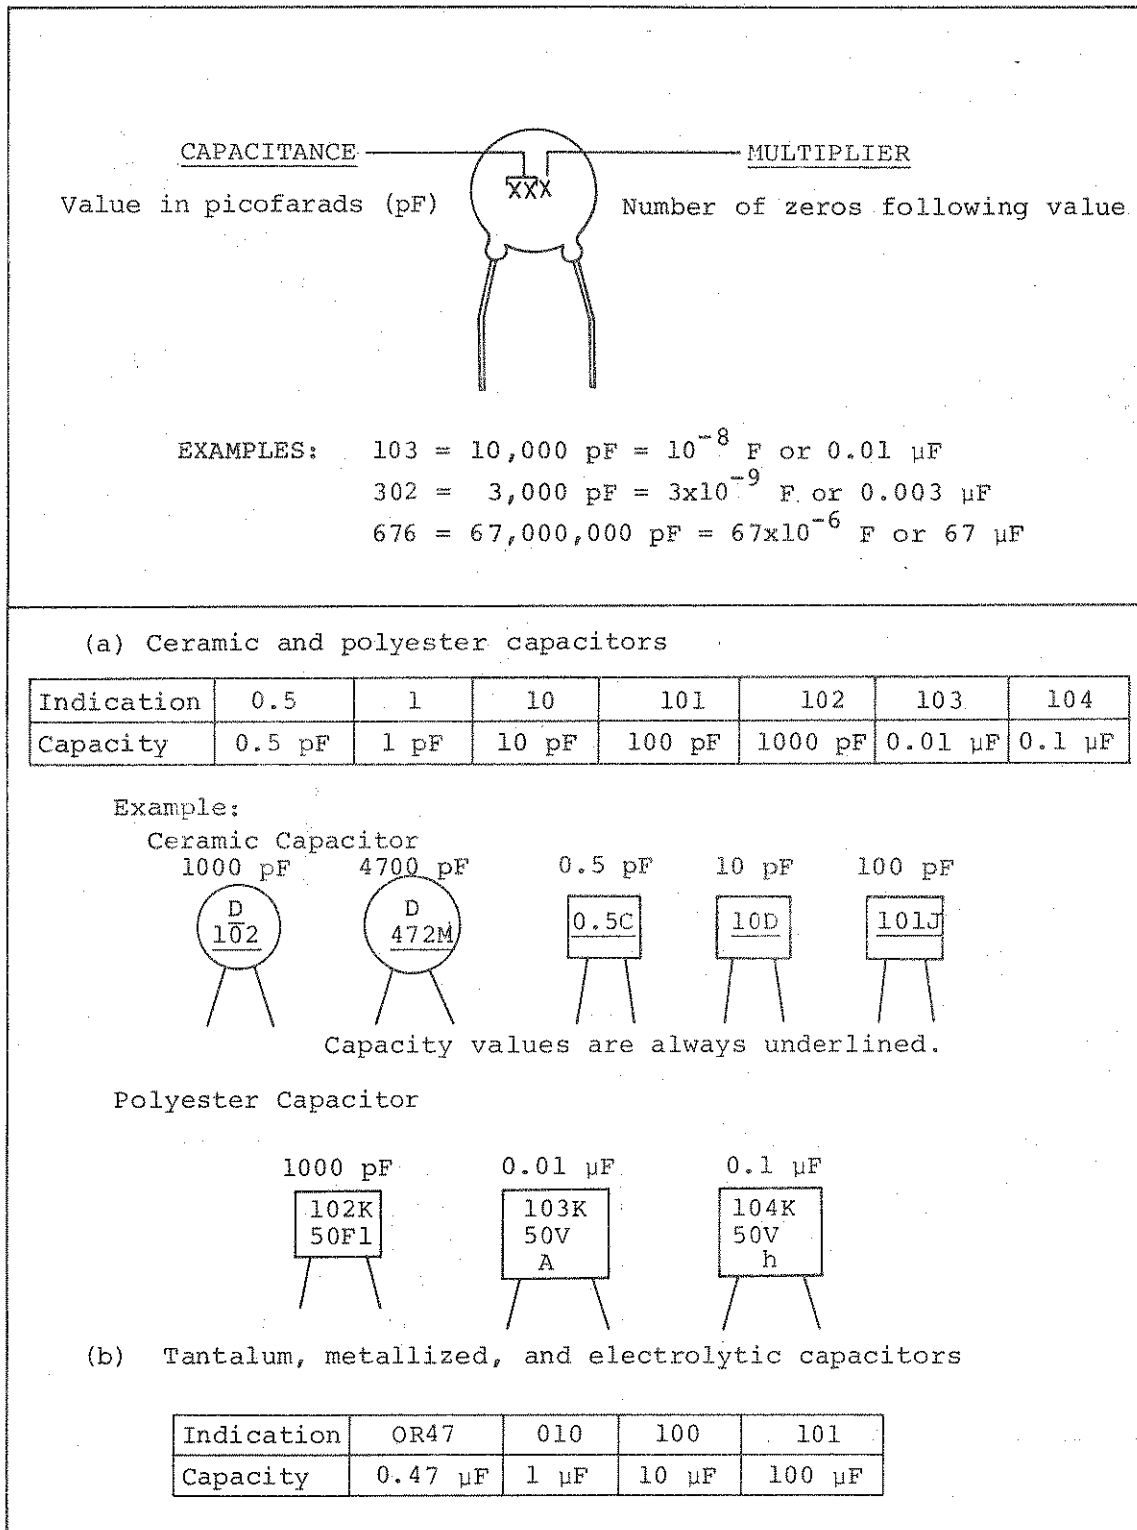 CAPACITANCE MULTIPLIER
XXX
Value in picofarads (pF) Number of zeros following value
EXAMPLES: 103 = 10,000 pF = 10⁻⁸ F or 0.01 µF
302 = 3,000 pF = 3x10⁻⁹ F or 0.003 µF
676 = 67,000,000 pF = 67x10⁻⁶ F or 67 µF
(a) Ceramic and polyester capacitors
Indication 0.5 1 10 101 102 103 104
Capacity 0.5 pF 1 pF 10 pF 100 pF 1000 pF 0.01 µF 0.1 µF
Example:
Ceramic Capacitor
1000 pF 4700 pF 0.5 pF 10 pF 100 pF
D D
102 472M 0.5C 10D 101J
Capacity values are always underlined.
Polyester Capacitor
1000 pF 0.01 µF 0.1 µF
102K 103K 104K
50F1 50V 50V
A h
(b) Tantalum, metallized, and electrolytic capacitors
Indication OR47 010 100 101
Capacity 0.47 µF 1 µF 10 µF 100 µF